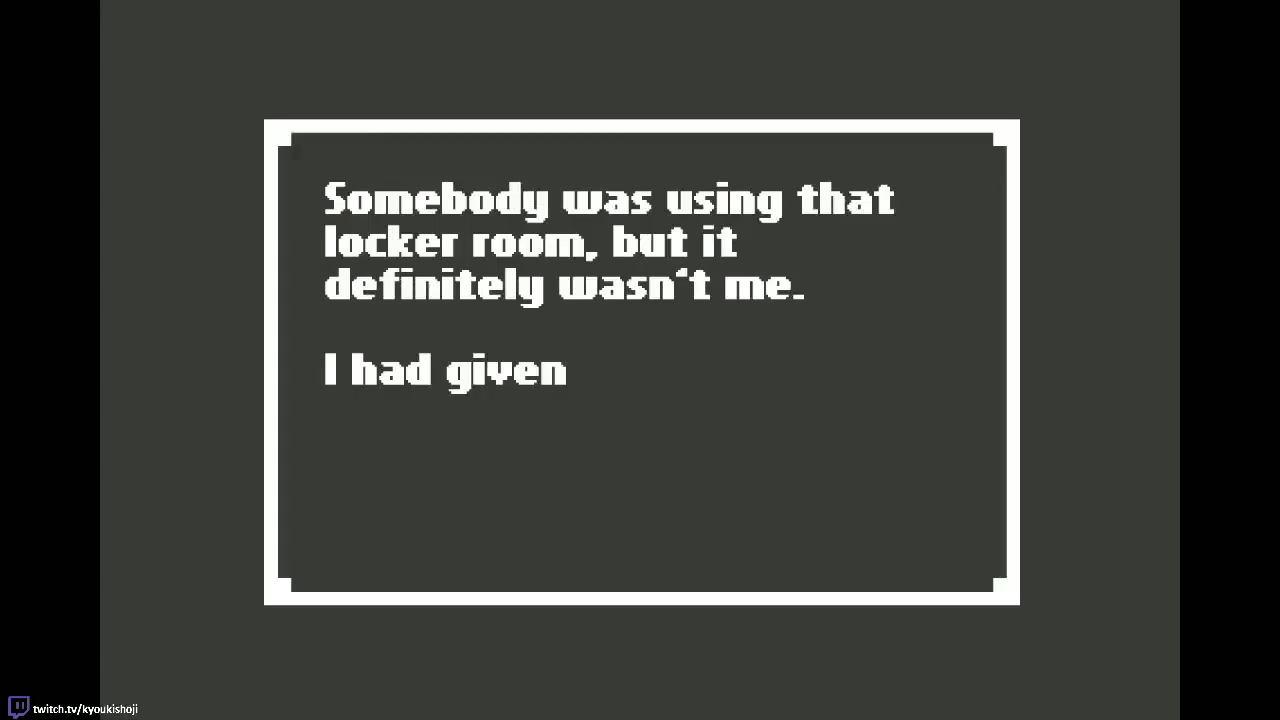 Somebody was using that
locker room, but it
definitely wasn't me.
I had given
twitch.tv/kyoukishoji